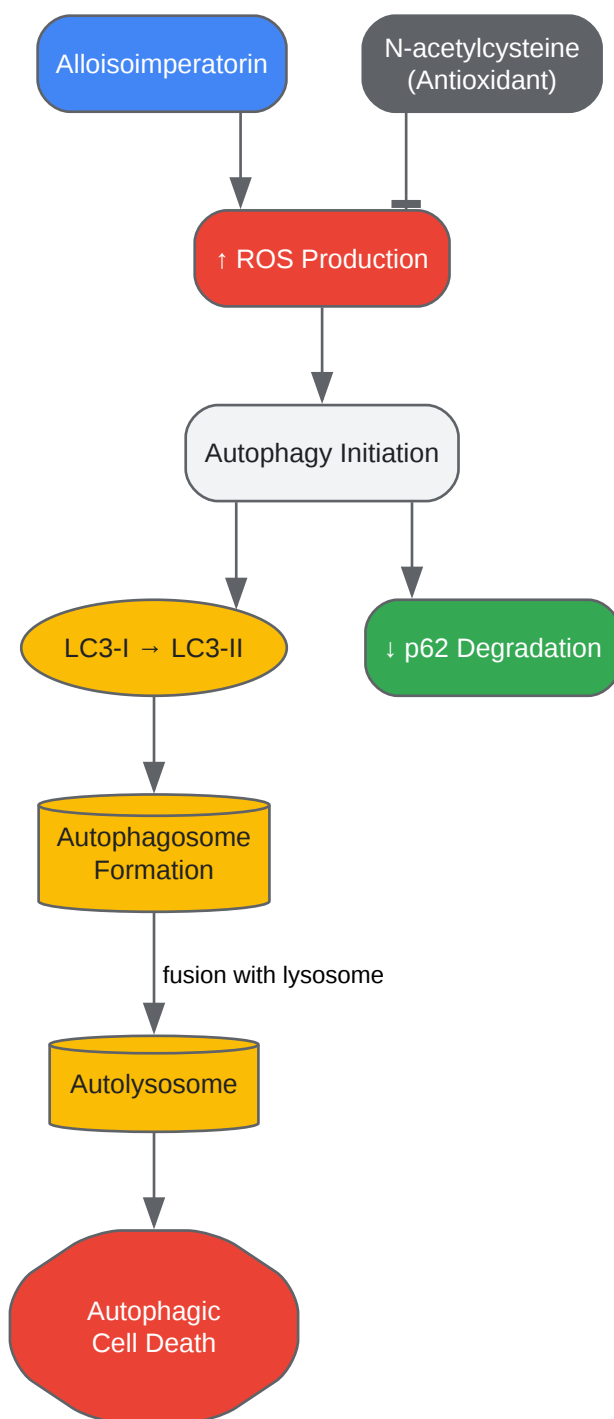 Alloisoimperatorin
N-acetylcysteine
(Antioxidant)
↑ ROS Production
Autophagy Initiation
LC3-I → LC3-II
↓ p62 Degradation
Autophagosome
Formation
fusion with lysosome
Autolysosome
Autophagic
Cell Death